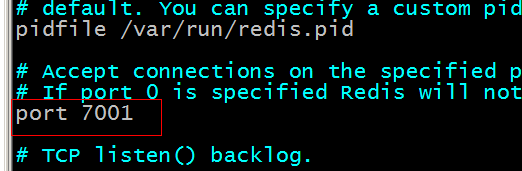 # default. You can specify a custom pid
pidfile /var/run/redis.pid
# Accept connections on the specified p
# If port 0 is specified Redis will not
port 7001
# TCP listen() backlog.